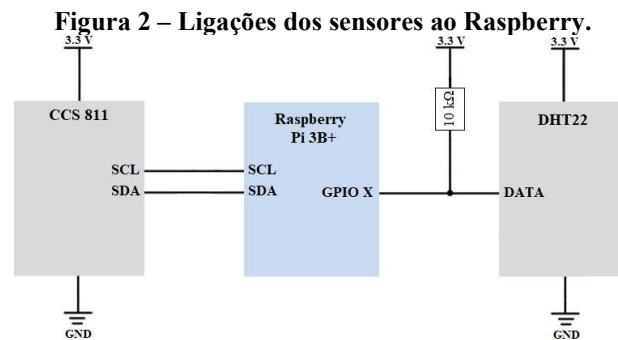 Figura 2 – Ligações dos sensores ao Raspberry.
3.3 V
3.3 V
3.3 V
CCS 811
Raspberry
Pi 3B+
10 kΩ
DHT22
SCL
SCL
SDA
SDA
GPIO X
DATA
GND
GND